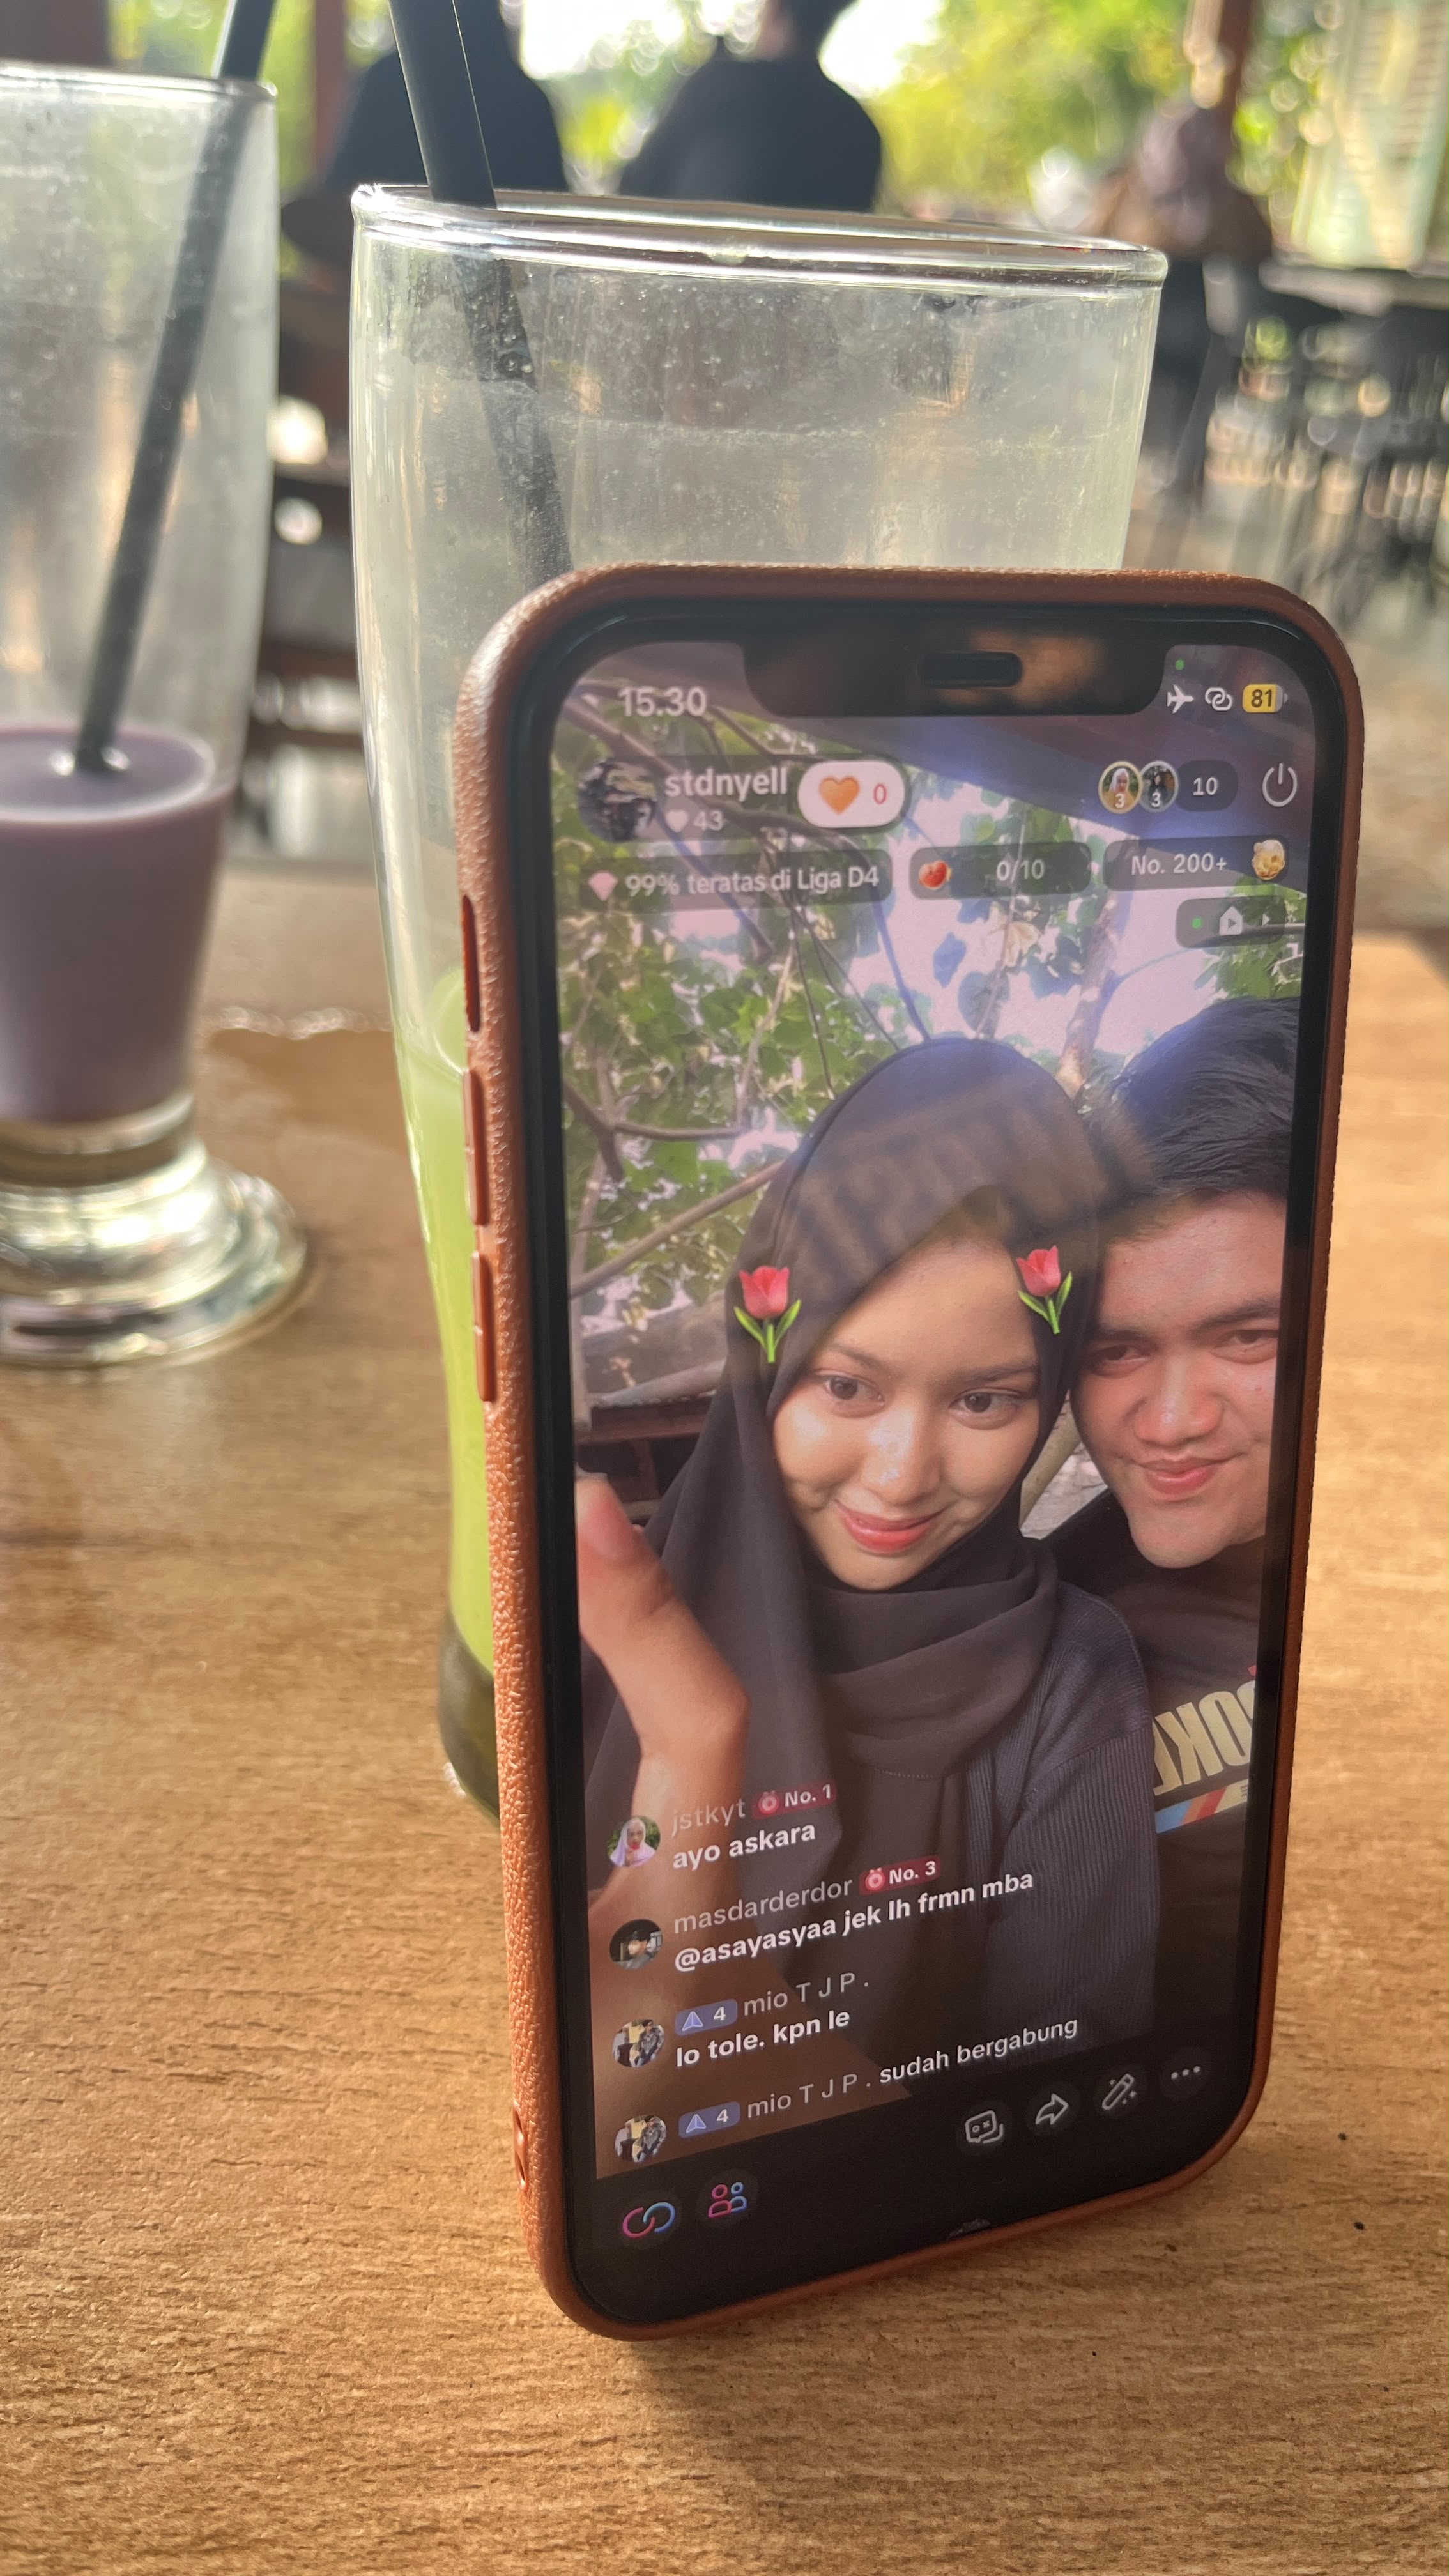 15.30
81
stdnyell
0
43
3
3
10
99% teratas di Liga D4
0/10
No. 200+
jstkyt No. 1
ayo askara
masdarderdor No. 3
@asayasyaa jek lh frmn mba
4 mio T J P .
lo tole. kpn le
4 mio T J P . sudah bergabung